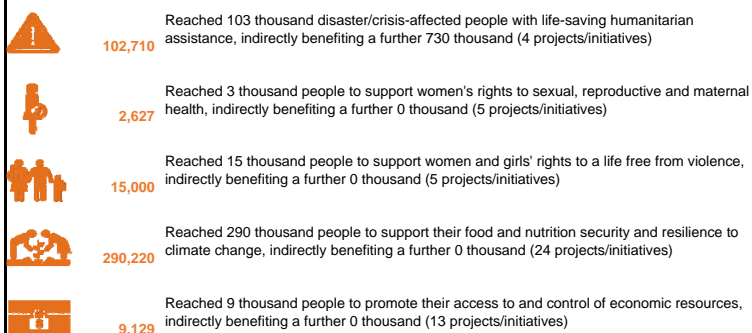 Reached 103 thousand disaster/crisis-affected people with life-saving humanitarian
102,710 assistance, indirectly benefiting a further 730 thousand (4 projects/initiatives)
Reached 3 thousand people to support women's rights to sexual, reproductive and maternal
2,627 health, indirectly benefiting a further 0 thousand (5 projects/initiatives)
Reached 15 thousand people to support women and girls' rights to a life free from violence,
15,000 indirectly benefiting a further 0 thousand (5 projects/initiatives)
Reached 290 thousand people to support their food and nutrition security and resilience to
290,220 climate change, indirectly benefiting a further 0 thousand (24 projects/initiatives)
Reached 9 thousand people to promote their access to and control of economic resources,
9,129 indirectly benefiting a further 0 thousand (13 projects/initiatives)